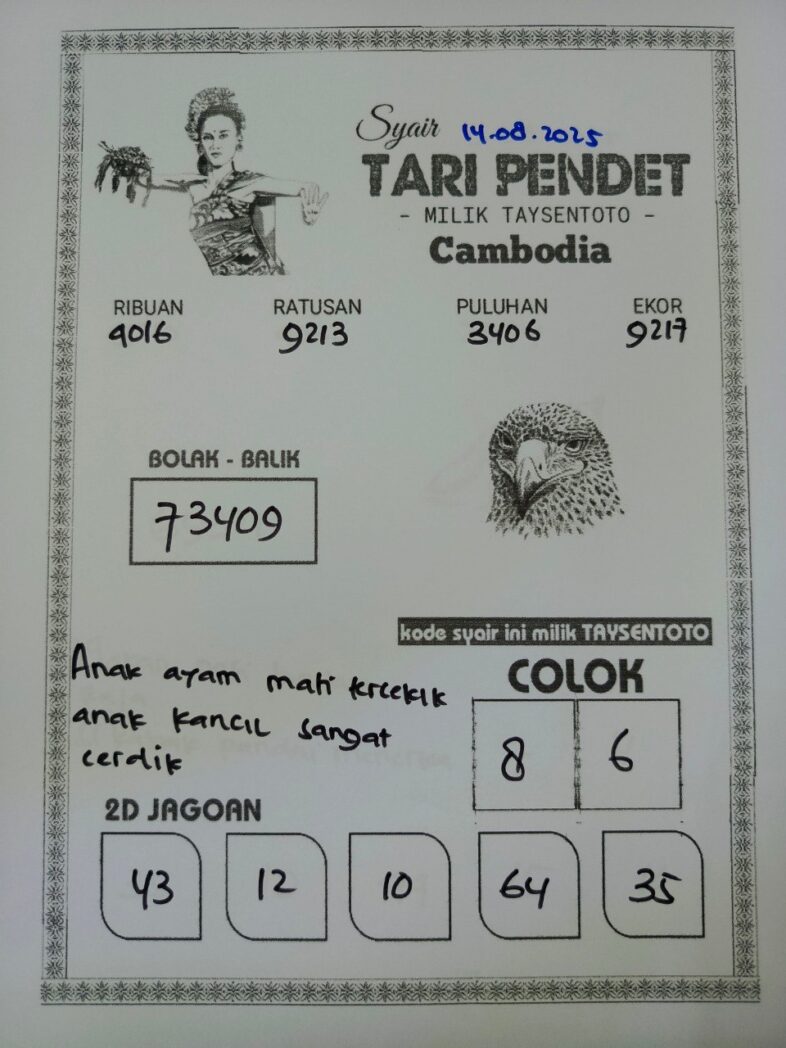 Syair 14.08.2025
TARI PENDET
- MILIK TAYSENTOTO -
Cambodia
RIBUAN RATUSAN PULUHAN EKOR
9016 9213 3406 9217
BOLAK - BALIK
73409
kode syair ini milik TAYSENTOTO
Anak ayam mati tercekik
anak kancil sangat
cerdik
COLOK
8 6
2D JAGOAN
43 12 10 64 35